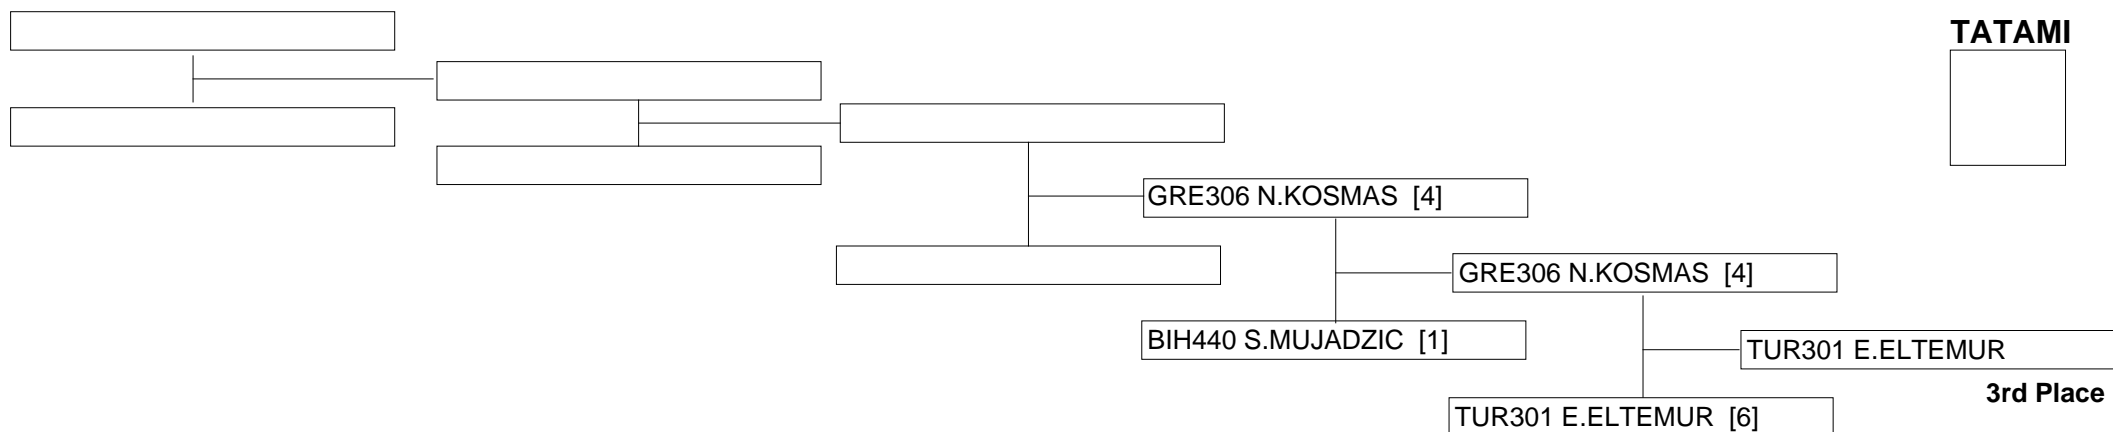 TATAMI
GRE306 N.KOSMAS [4]
GRE306 N.KOSMAS [4]
BIH440 S.MUJADZIC [1]
TUR301 E.ELTEMUR
3rd Place
TUR301 E.ELTEMUR [6]